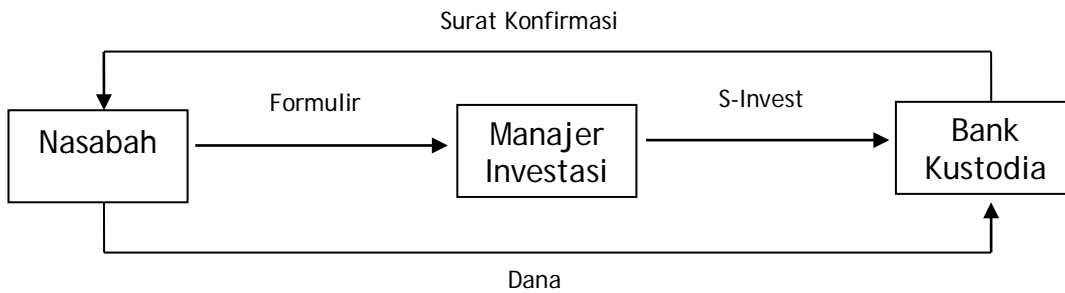 Surat Konfirmasi
Formulir
S-Invest
Nasabah
Manajer
Investasi
Bank
Kustodia
Dana